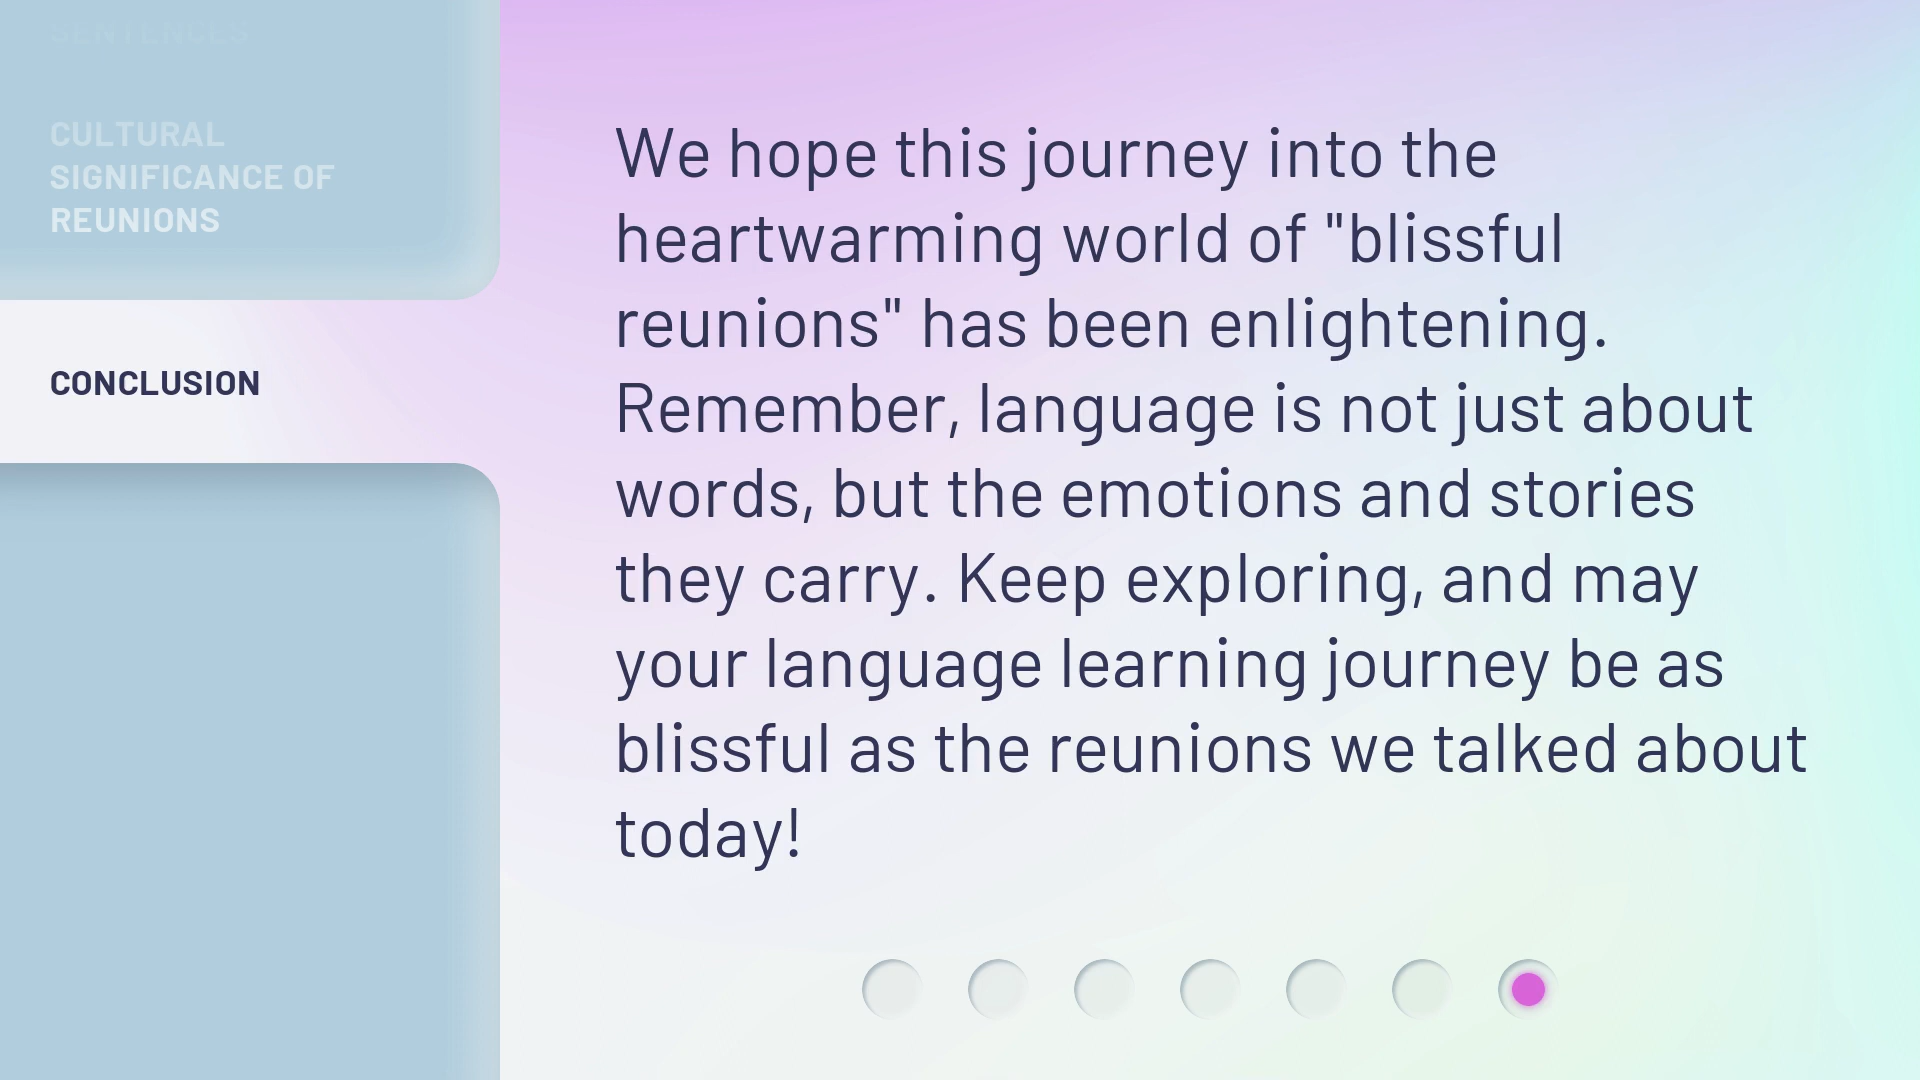 SENTENCES
CULTURAL
SIGNIFICANCE OF
REUNIONS
CONCLUSION
We hope this journey into the
heartwarming world of "blissful
reunions" has been enlightening.
Remember, language is not just about
words, but the emotions and stories
they carry. Keep exploring, and may
your language learning journey be as
blissful as the reunions we talked about
today!